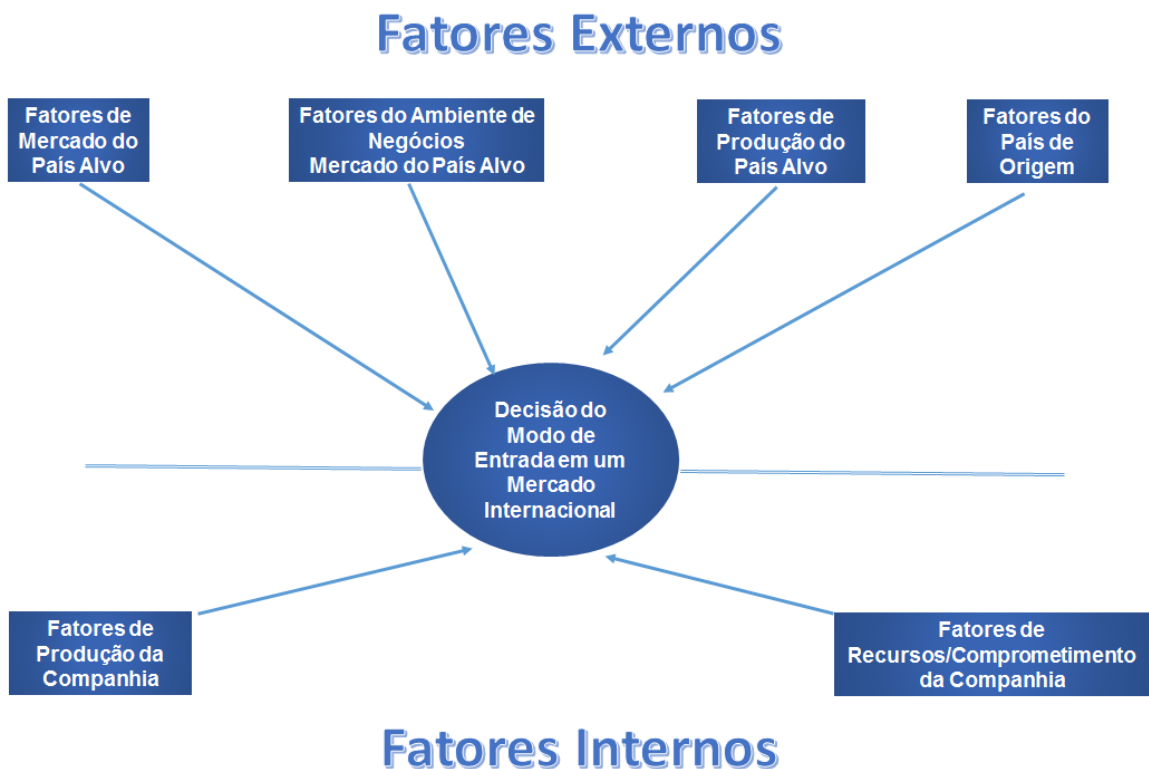 Fatores Externos
Fatores de
Mercado do
País Alvo
Fatores do Ambiente de
Negócios
Mercado do País Alvo
Fatores de
Produção do
País Alvo
Fatores do
País de
Origem
Decisão do
Modo de
Entrada em um
Mercado
Internacional
Fatores de
Produção da
Companhia
Fatores de
Recursos/Comprometimento
da Companhia
Fatores Internos